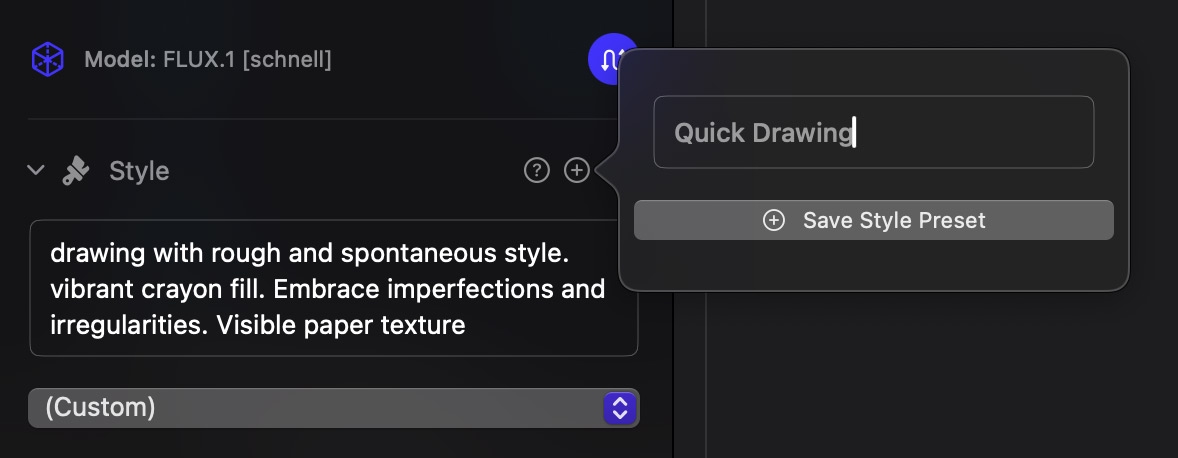 Model: FLUX.1 [schnell]
Quick Drawing
Style
Save Style Preset
drawing with rough and spontaneous style.
vibrant crayon fill. Embrace imperfections and
irregularities. Visible paper texture
(Custom)